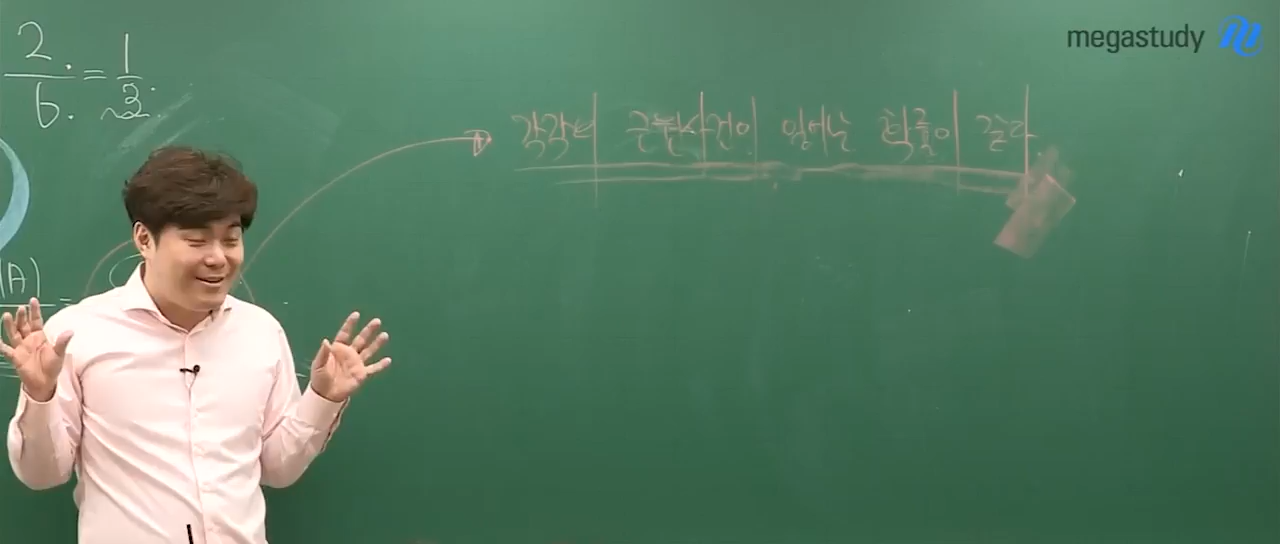 megastudy
2. / 6. = 1 / 3.
각각의 근원사건이 일어날 확률이 같다.
(A) =